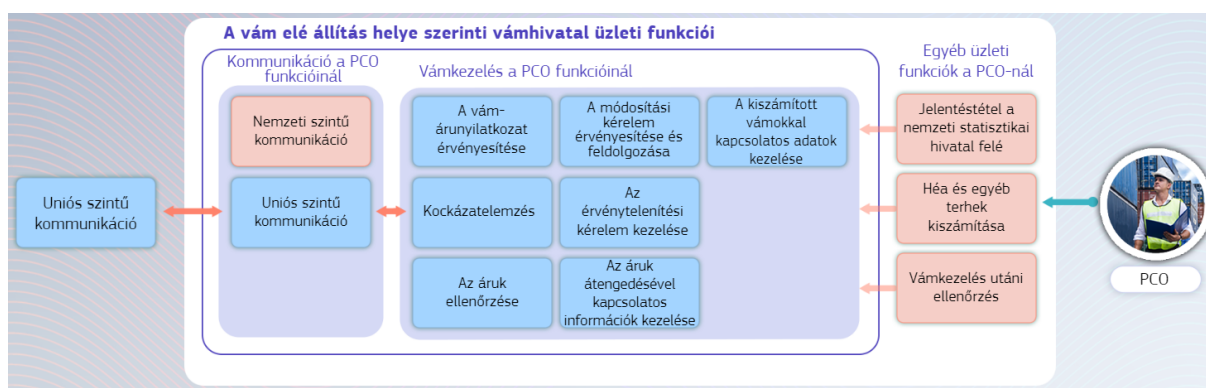 A vám elé állítás helye szerinti vámhivatal üzleti funkciói
Kommunikáció a PCO
funkcióinál
Nemzeti szintű
kommunikáció
Uniós szintű
kommunikáció
Uniós szintű
kommunikáció
Vámkezelés a PCO funkcióinál
A vám-
árunyilatkozat
érvényesítése
A módosítási
kérelem
érvényesítése és
feldolgozása
A kiszámított
vámokkal
kapcsolatos adatok
kezelése
Kockázatelemzés
Az
érvénytelenítési
kérelem kezelése
Az áruk
ellenőrzése
Az áruk
átengedésével
kapcsolatos
információk kezelése
Egyéb üzleti
funkciók a PCO-nál
Jelentéstétel a
nemzeti statisztikai
hivatal felé
Héa és egyéb
terhek
kiszámítása
Vámkezelés utáni
ellenőrzés
PCO